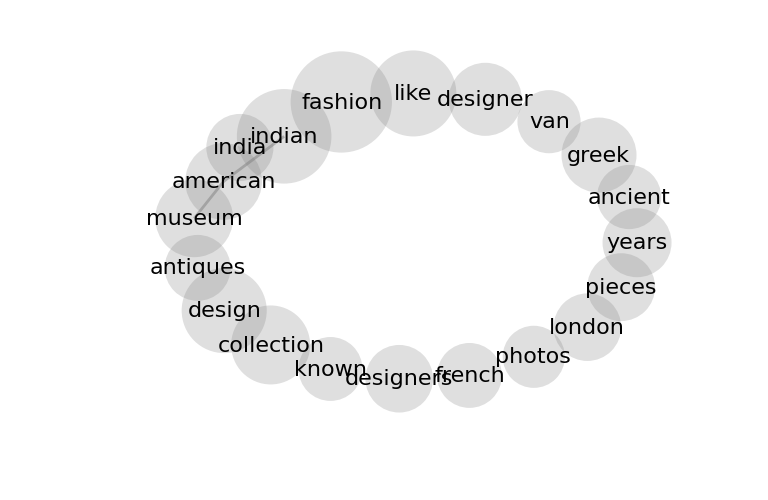 like
designer
fashion
van
indian
india
greek
american
ancient
museum
years
antiques
pieces
design
london
collection
photos
known
french
designers